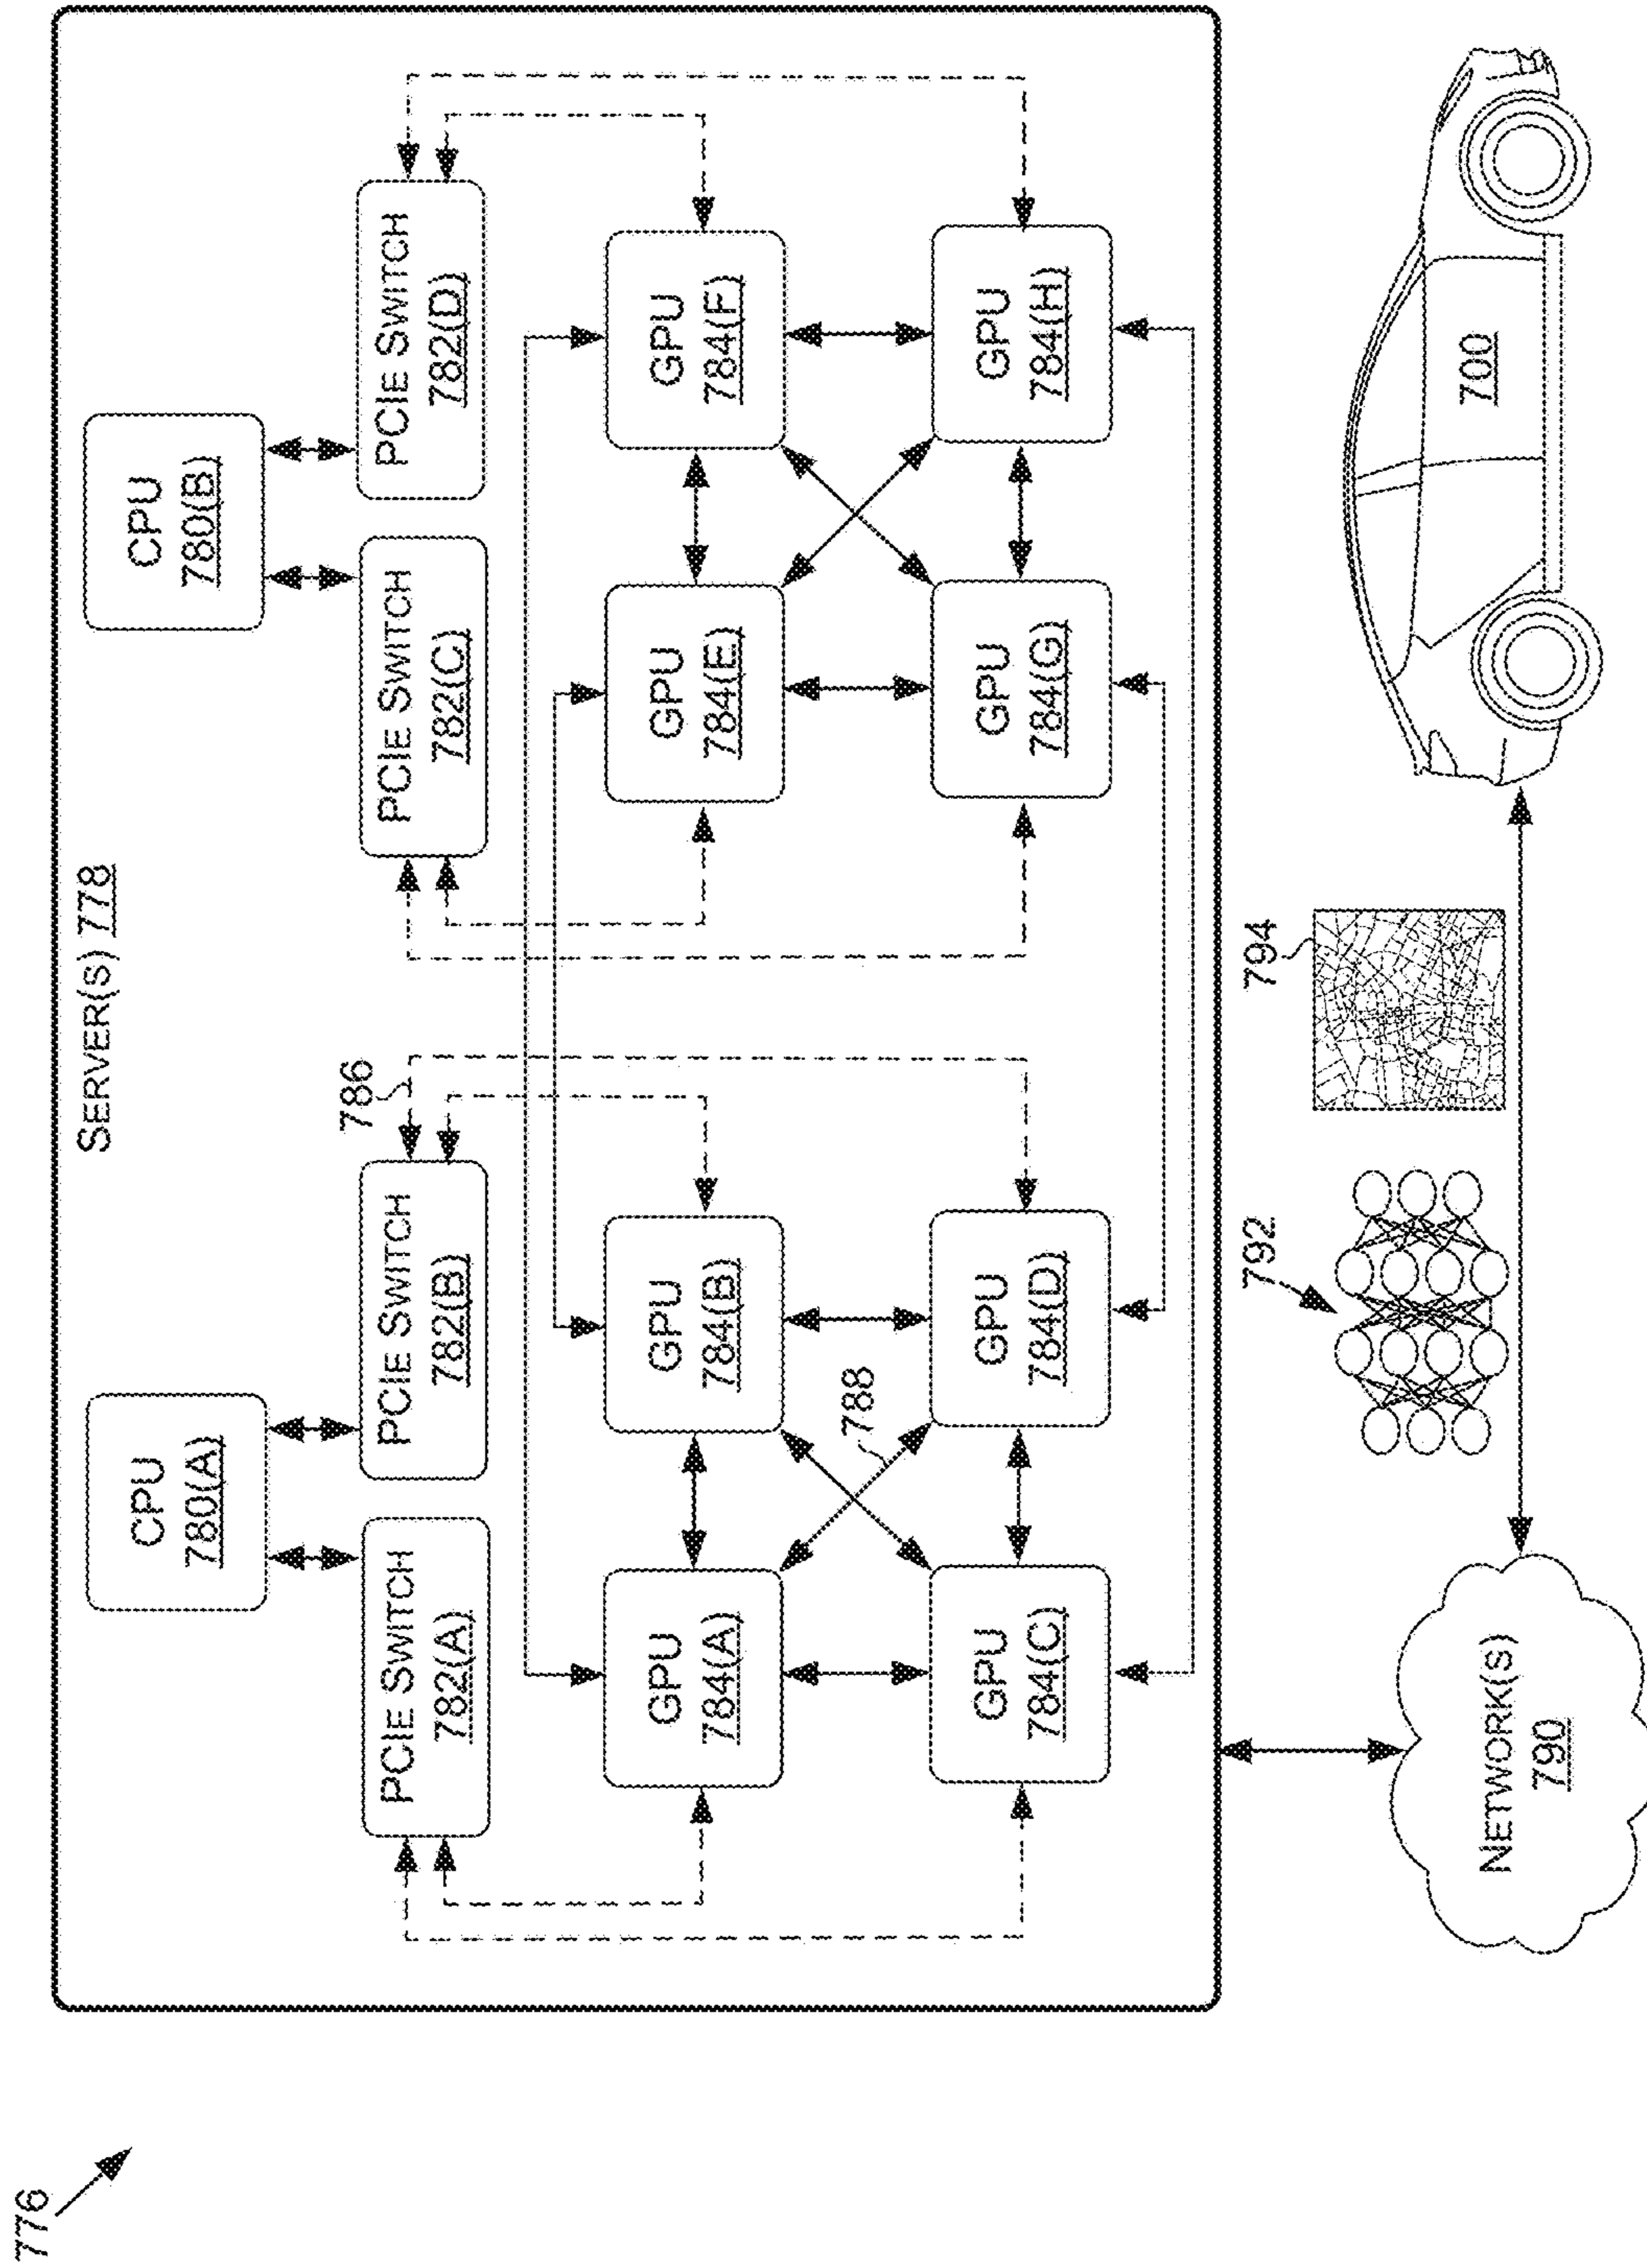 776
SERVER(S) 778
CPU
780(A)
CPU
780(B)
PCIE SWITCH
782(A)
PCIE SWITCH
782(B)
786
PCIE SWITCH
782(C)
PCIE SWITCH
782(D)
GPU
784(A)
GPU
784(B)
GPU
784(E)
GPU
784(F)
788
GPU
784(C)
GPU
784(D)
GPU
784(G)
GPU
784(H)
792
794
NETWORK(S)
790
700